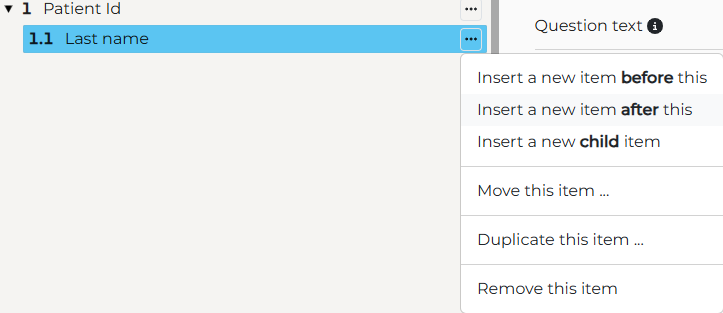 1 Patient Id
...
Question text
1.1 Last name
...
Insert a new item before this
Insert a new item after this
Insert a new child item
Move this item ...
Duplicate this item ...
Remove this item